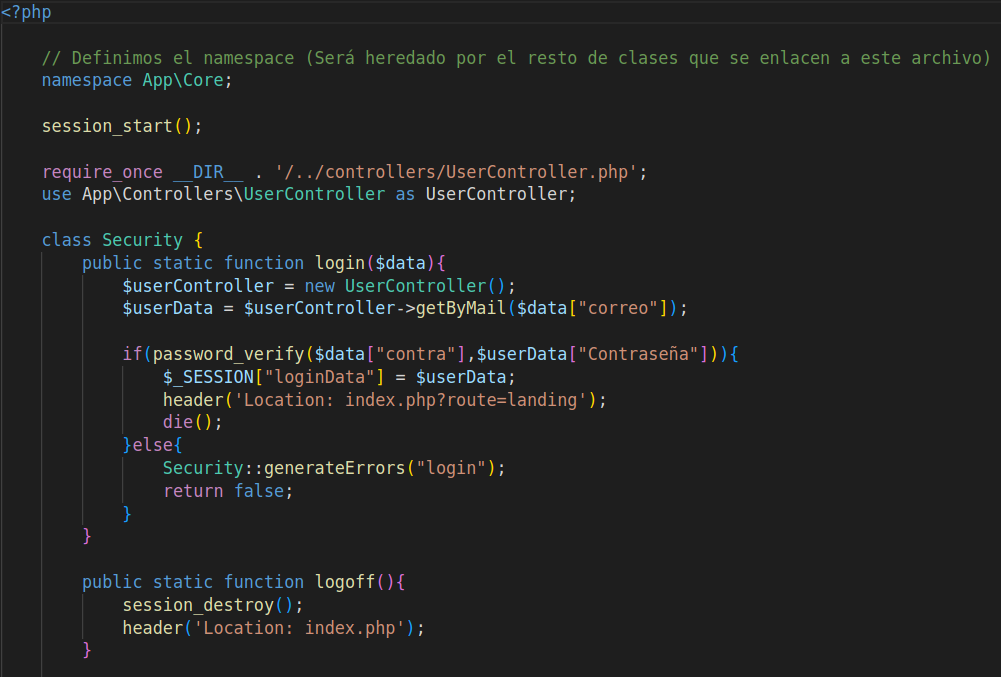 <?php
// Definimos el namespace (Será heredado por el resto de clases que se enlacen a este archivo)
namespace App\Core;
session_start();
require_once __DIR__ . '/../controllers/UserController.php';
use App\Controllers\UserController as UserController;
class Security {
public static function login($data){
$userController = new UserController();
$userData = $userController->getByMail($data["correo"]);
if(password_verify($data["contra"],$userData["Contraseña"])){
$_SESSION["loginData"] = $userData;
header('Location: index.php?route=landing');
die();
}else{
Security::generateErrors("login");
return false;
}
}
public static function logoff(){
session_destroy();
header('Location: index.php');
}